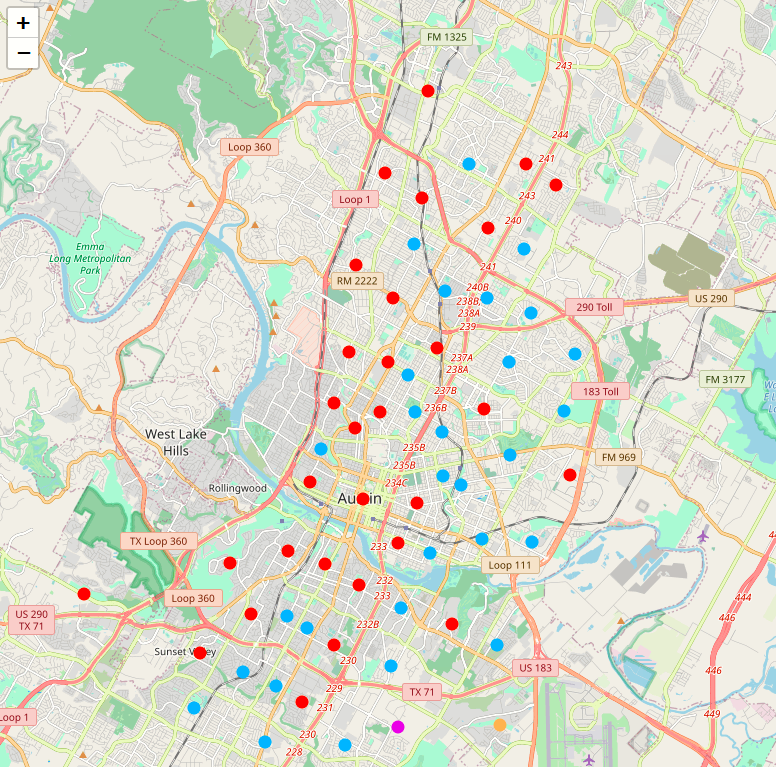 +
−
FM 1325
243
244
Loop 360
241
Loop 1
243
240
Emma
Long Metropolitan
Park
241
RM 2222
240B
238B;
238A
239
US 290
290 Toll
237A
238A
FM 3177
237B
183 Toll
236B
West Lake
Hills
235B
FM 969
235B
234C
Rollingwood
Austin
TX Loop 360
233
Loop 111
232
Loop 360
233
444
US 290
TX 71
232B
446
Sunset Valley
230
US 183
446
229
TX 71
231
Loop 1
449
230
228